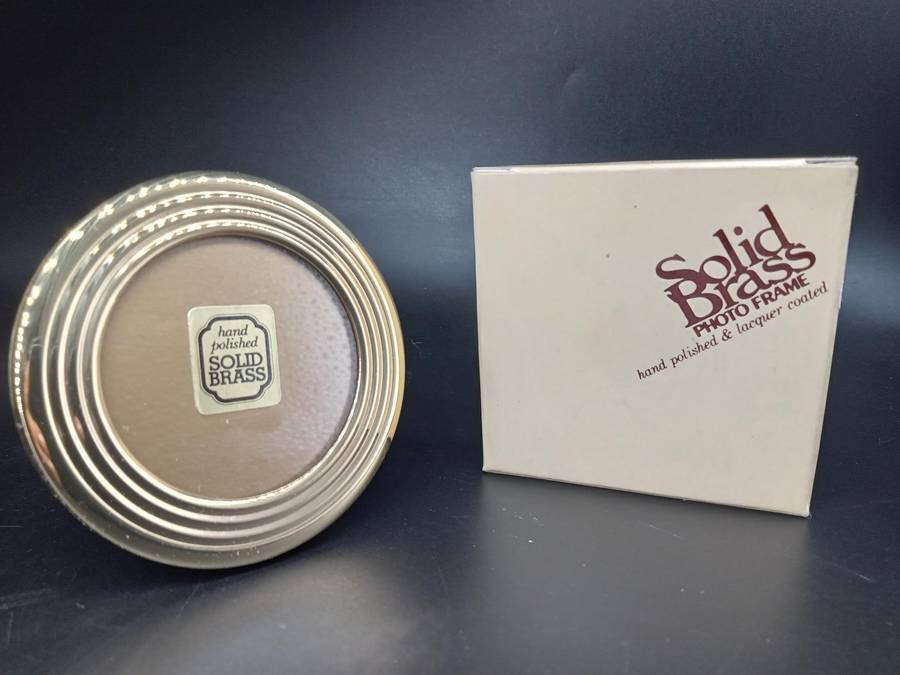 hand
polished
SOLID
BRASS
Solid
Brass
PHOTO FRAME
hand polished & lacquer coated